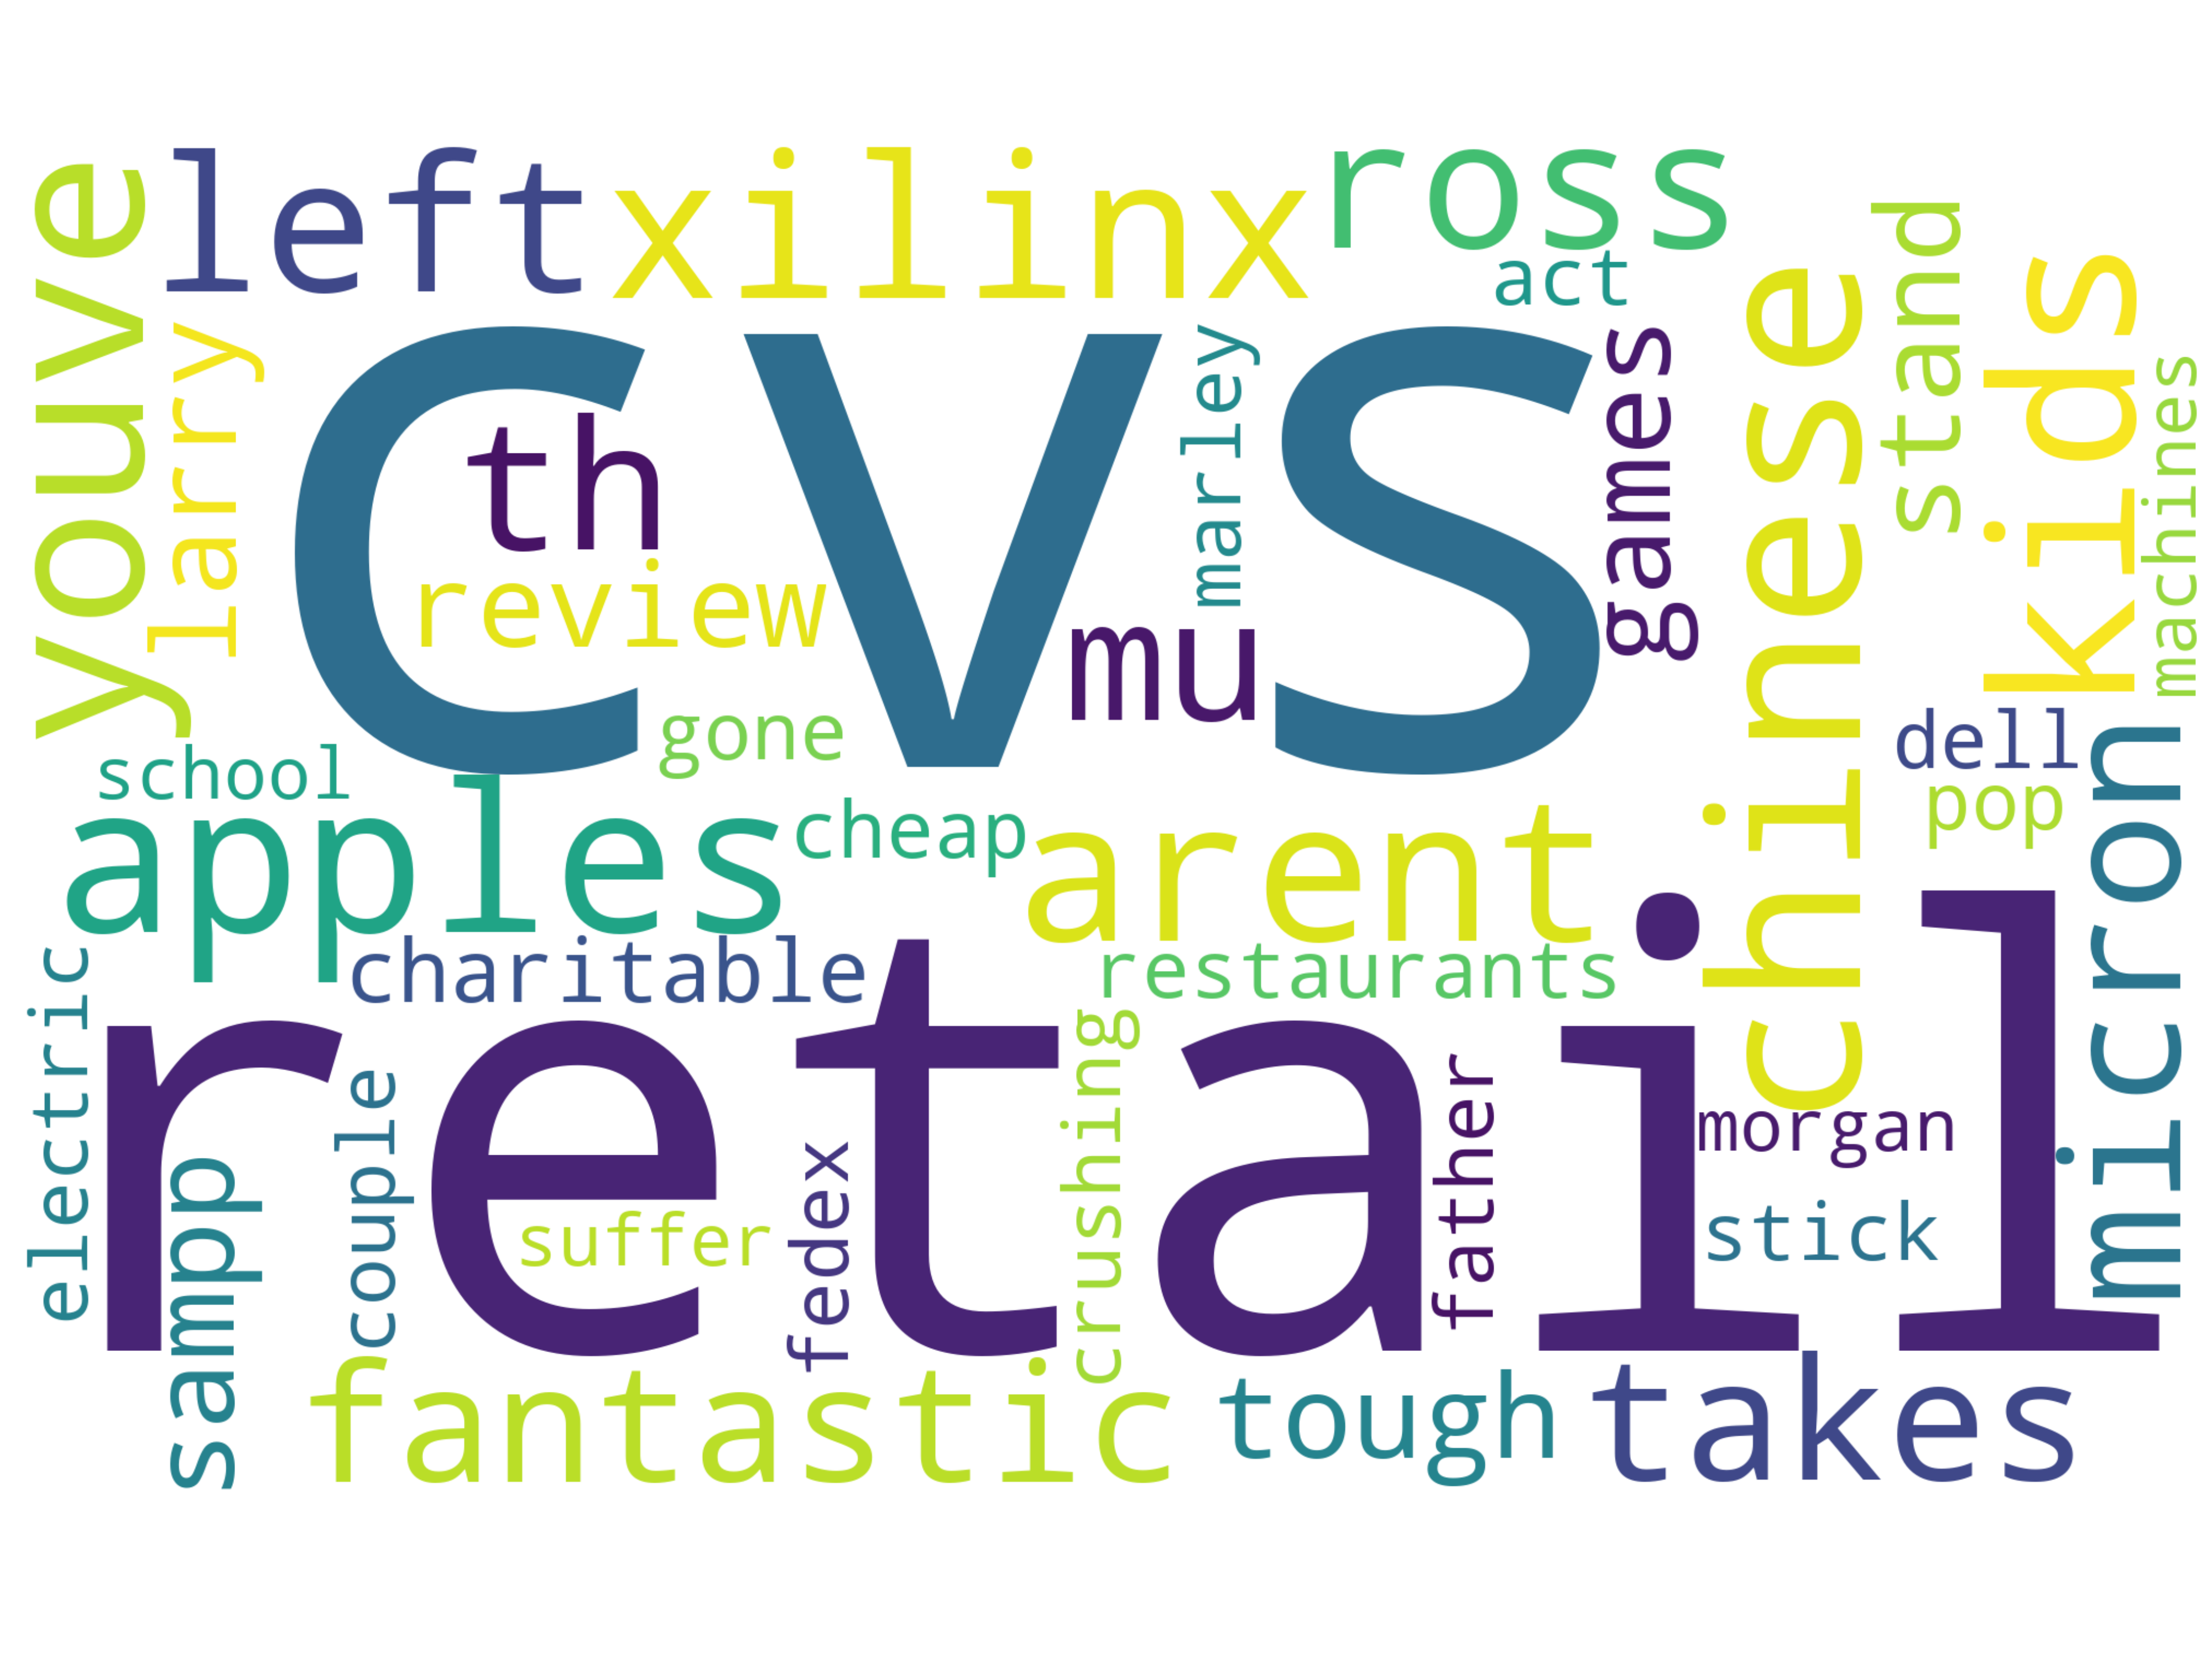 youve
left
xilinx
ross
act
larry
cvs
th
review
marley
mu
games
chinese
stand
kids
machines
school
gone
dell
pop
apples
cheap
arent
micron
charitable
restaurants
electric
retail
couple
sampp
suffer
fedex
crushing
father
morgan
stick
fantastic
tough
takes